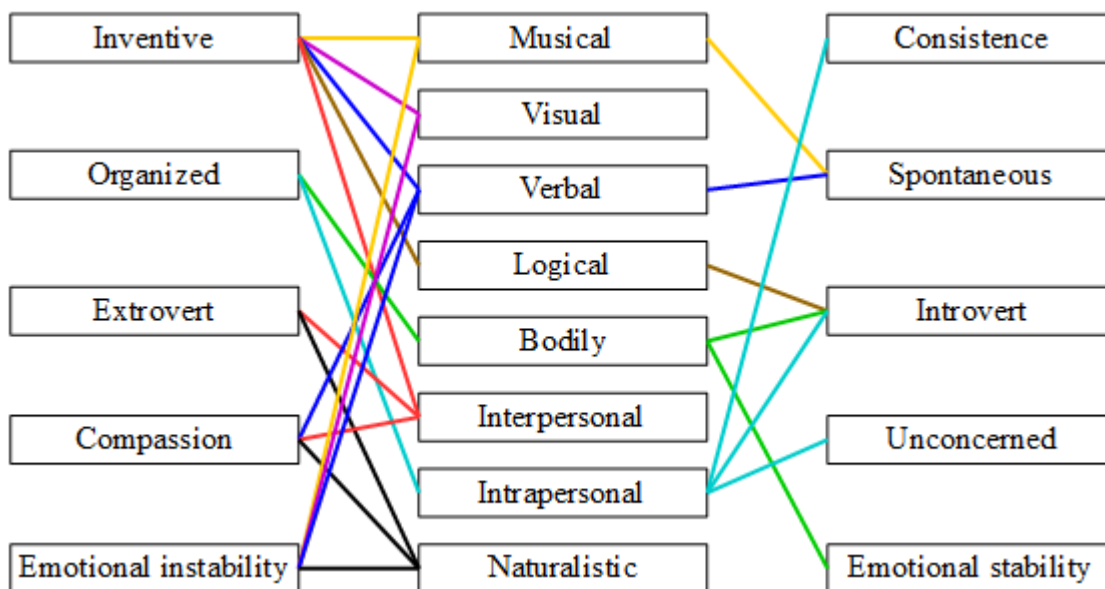 Inventive
Organized
Extrovert
Compassion
Emotional instability
Musical
Visual
Verbal
Logical
Bodily
Interpersonal
Intrapersonal
Naturalistic
Consistence
Spontaneous
Introvert
Unconcerned
Emotional stability